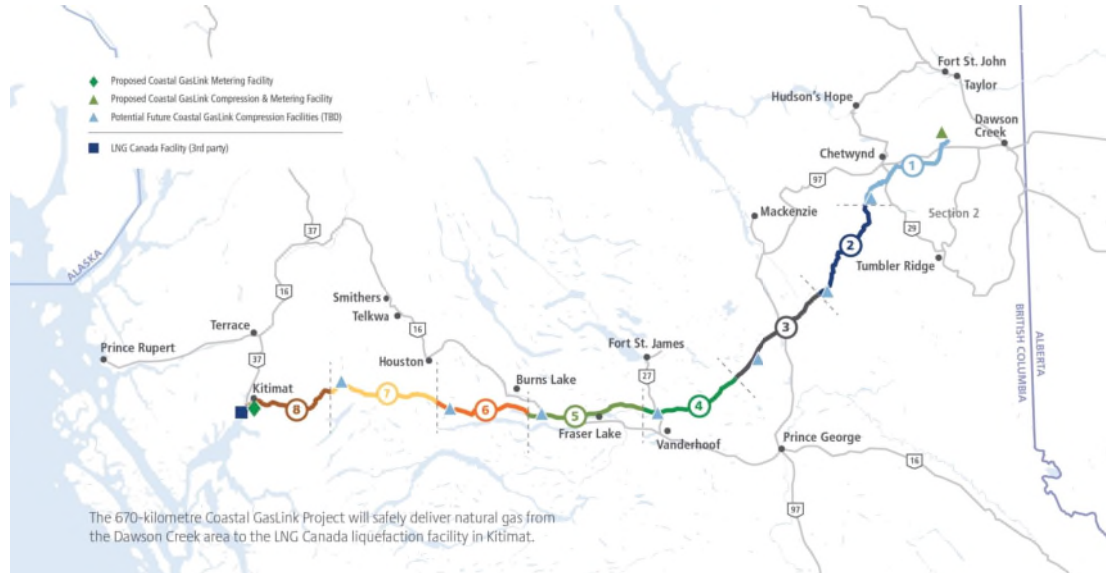 Proposed Coastal GasLink Metering Facility
Proposed Coastal GasLink Compression & Metering Facility
Potential Future Coastal GasLink Compression Facilities (TBD)
LNG Canada Facility (3rd party)
Fort St. John
Taylor
Hudson's Hope
Dawson
Creek
Chetwynd
1
97
Mackenzie
Section 2
29
2
Tumbler Ridge
37
ALASKA
16
Smithers
Telkwa
16
3
ALBERTA
BRITISH COLUMBIA
Terrace
Prince Rupert
37
Houston
Fort St. James
27
Kitimat
Burns Lake
8
7
6
5
4
Fraser Lake
Vanderhoof
Prince George
16
97
The 670-kilometre Coastal GasLink Project will safely deliver natural gas from
the Dawson Creek area to the LNG Canada liquefaction facility in Kitimat.